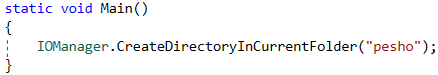 static void Main()
{
    IOManager.CreateDirectoryInCurrentFolder("pesho");
}